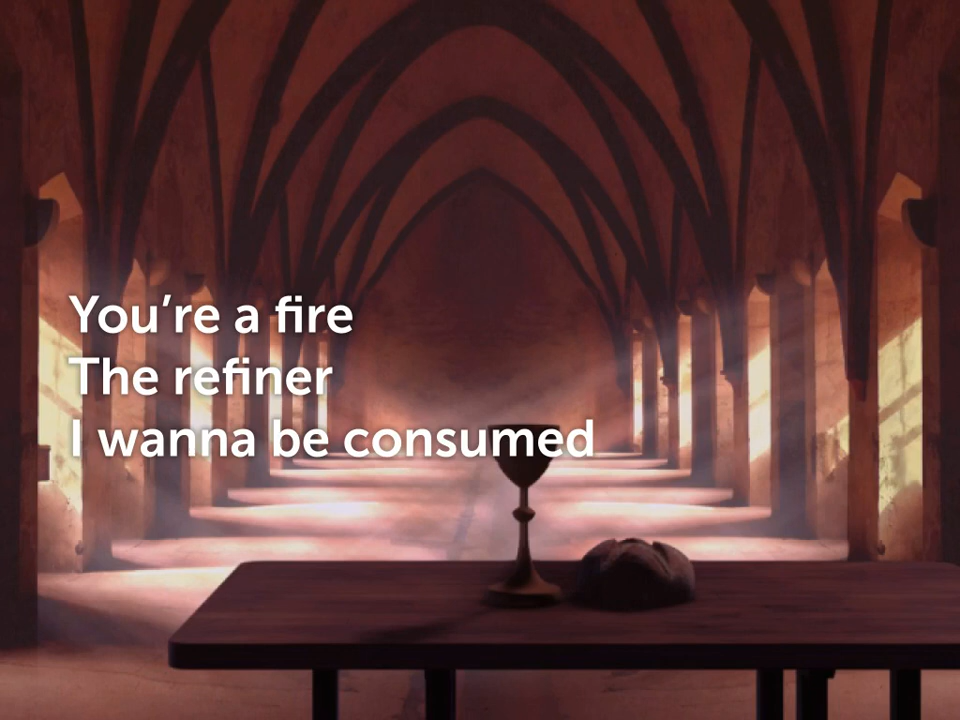 You’re a fire
The refiner
I wanna be consumed